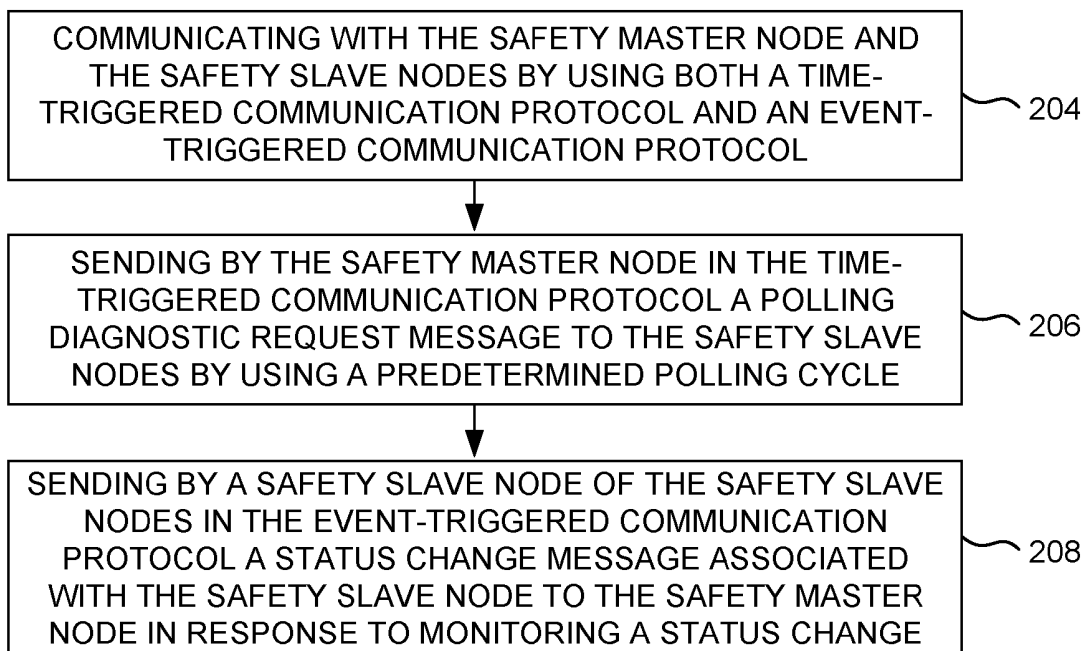 COMMUNICATING WITH THE SAFETY MASTER NODE AND
THE SAFETY SLAVE NODES BY USING BOTH A TIME-
TRIGGERED COMMUNICATION PROTOCOL AND AN EVENT-
TRIGGERED COMMUNICATION PROTOCOL
204
SENDING BY THE SAFETY MASTER NODE IN THE TIME-
TRIGGERED COMMUNICATION PROTOCOL A POLLING
DIAGNOSTIC REQUEST MESSAGE TO THE SAFETY SLAVE
NODES BY USING A PREDETERMINED POLLING CYCLE
206
SENDING BY A SAFETY SLAVE NODE OF THE SAFETY SLAVE
NODES IN THE EVENT-TRIGGERED COMMUNICATION
PROTOCOL A STATUS CHANGE MESSAGE ASSOCIATED
WITH THE SAFETY SLAVE NODE TO THE SAFETY MASTER
NODE IN RESPONSE TO MONITORING A STATUS CHANGE
208